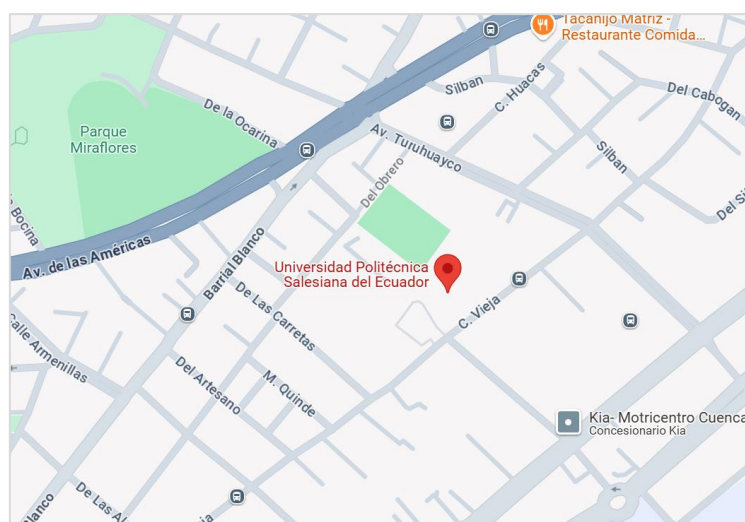 Tacañijo Matriz -
Restaurante Comida...
Silban
C. Huacas
Del Cabogan
De la Ocarina
Av. Turuhuayco
Parque
Miraflores
Silban
Del Obrero
Bocina
Av. de las Américas
Barrial Blanco
Universidad Politécnica
Salesiana del Ecuador
De Las Carretas
C. Vieja
Calle Armenillas
Del Artesano
M. Quinde
Kia- Motricentro Cuenca
Concesionario Kia
De Las
Blanco